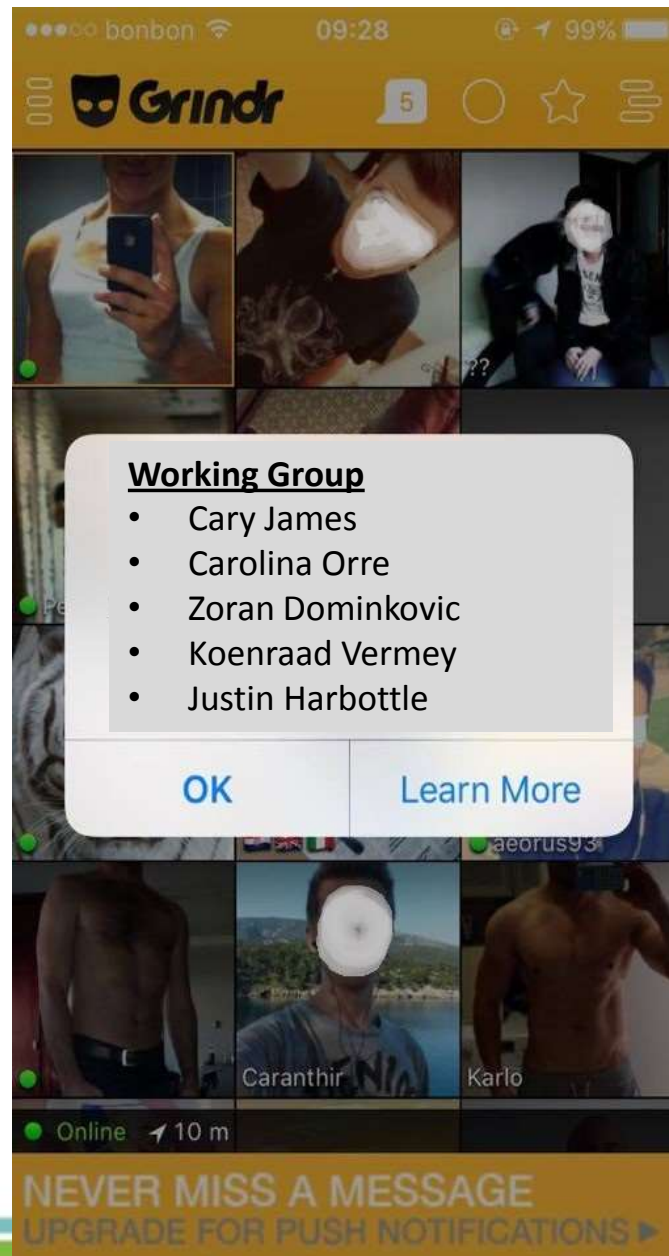 bonbon 09:28 99%
Grindr 5
??
Working Group
• Cary James
• Carolina Orre
• Zoran Dominkovic
• Koenraad Vermey
• Justin Harbottle
OK Learn More
aeorus93
Caranthir Karlo
Online 10 m
NEVER MISS A MESSAGE
UPGRADE FOR PUSH NOTIFICATIONS ▶